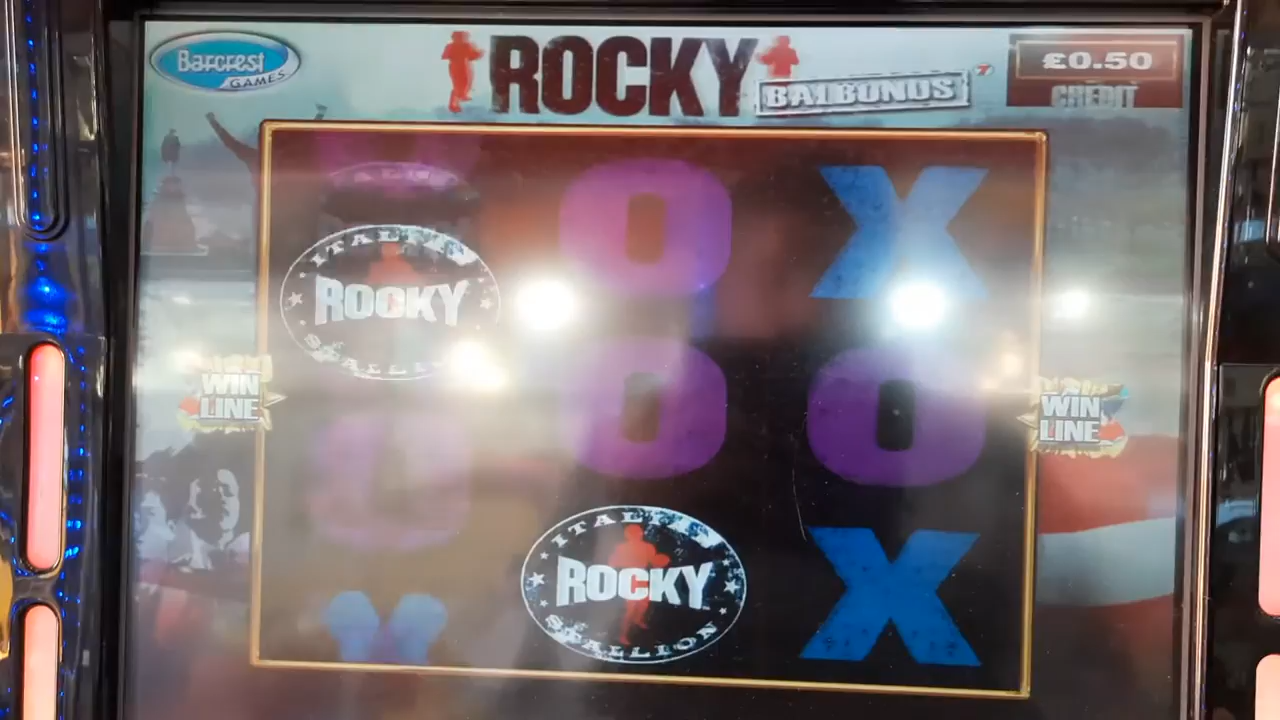 Barcrest
GAMES
ROCKY
BALBONUS
£0.50
CREDIT
O
X
ITALIAN
ROCKY
STALLION
WIN
LINE
O
O
WIN
LINE
ITALIAN
ROCKY
STALLION
X